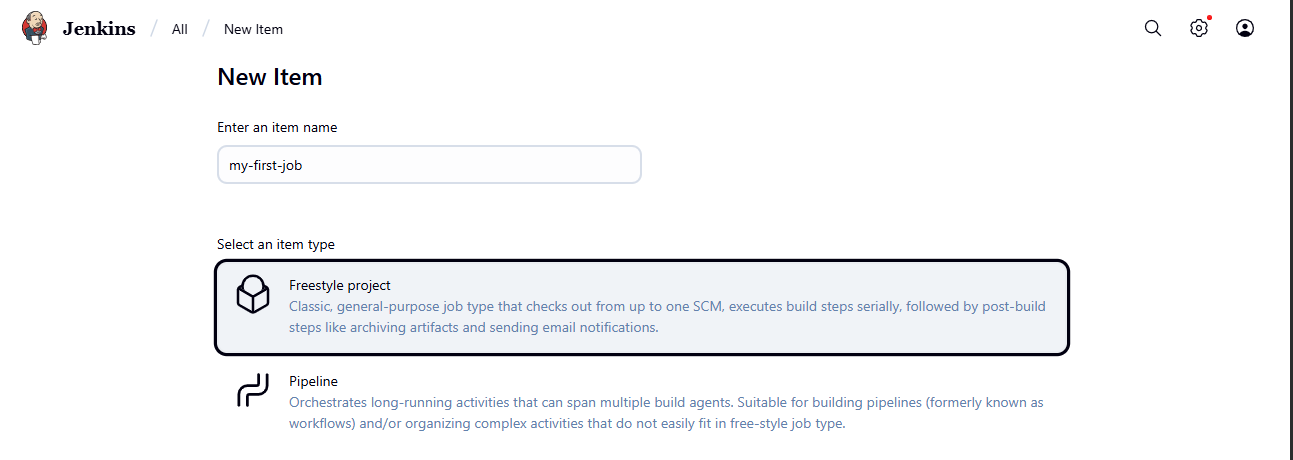 Jenkins / All / New Item
New Item
Enter an item name
my-first-job
Select an item type
Freestyle project
Classic, general-purpose job type that checks out from up to one SCM, executes build steps serially, followed by post-build
steps like archiving artifacts and sending email notifications.
Pipeline
Orchestrates long-running activities that can span multiple build agents. Suitable for building pipelines (formerly known as
workflows) and/or organizing complex activities that do not easily fit in free-style job type.